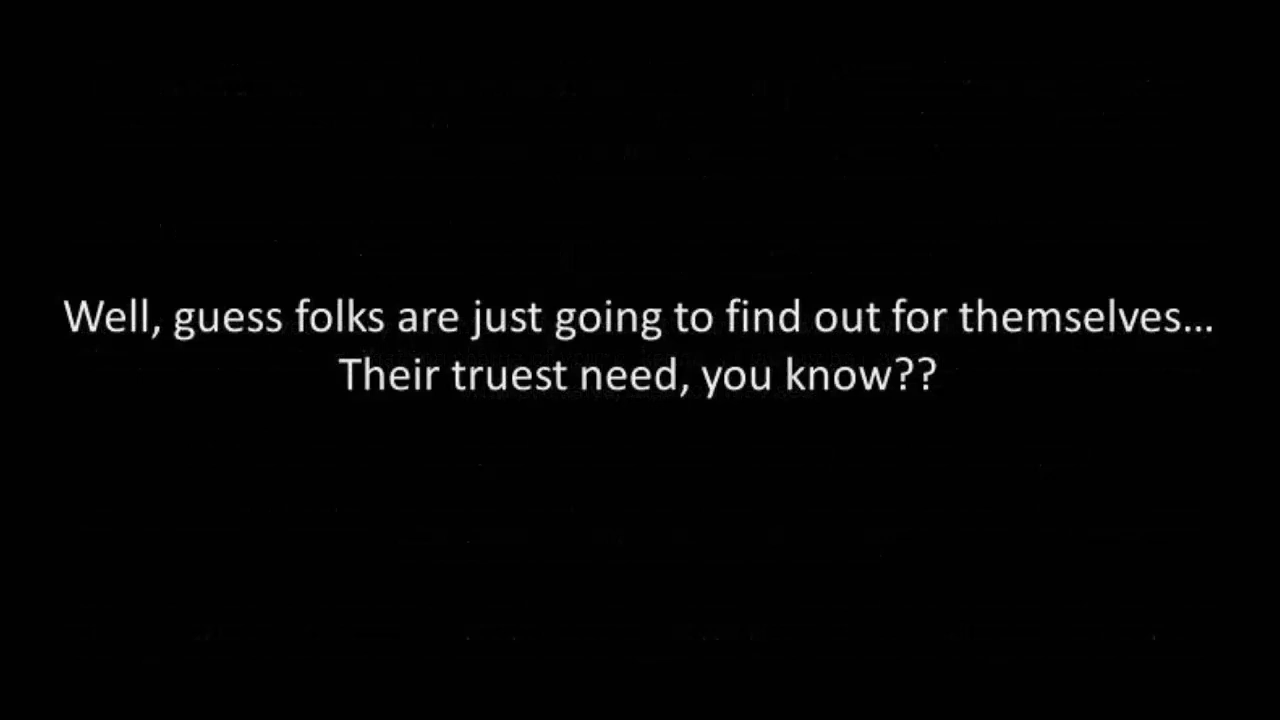 Well, guess folks are just going to find out for themselves...
Their truest need, you know??